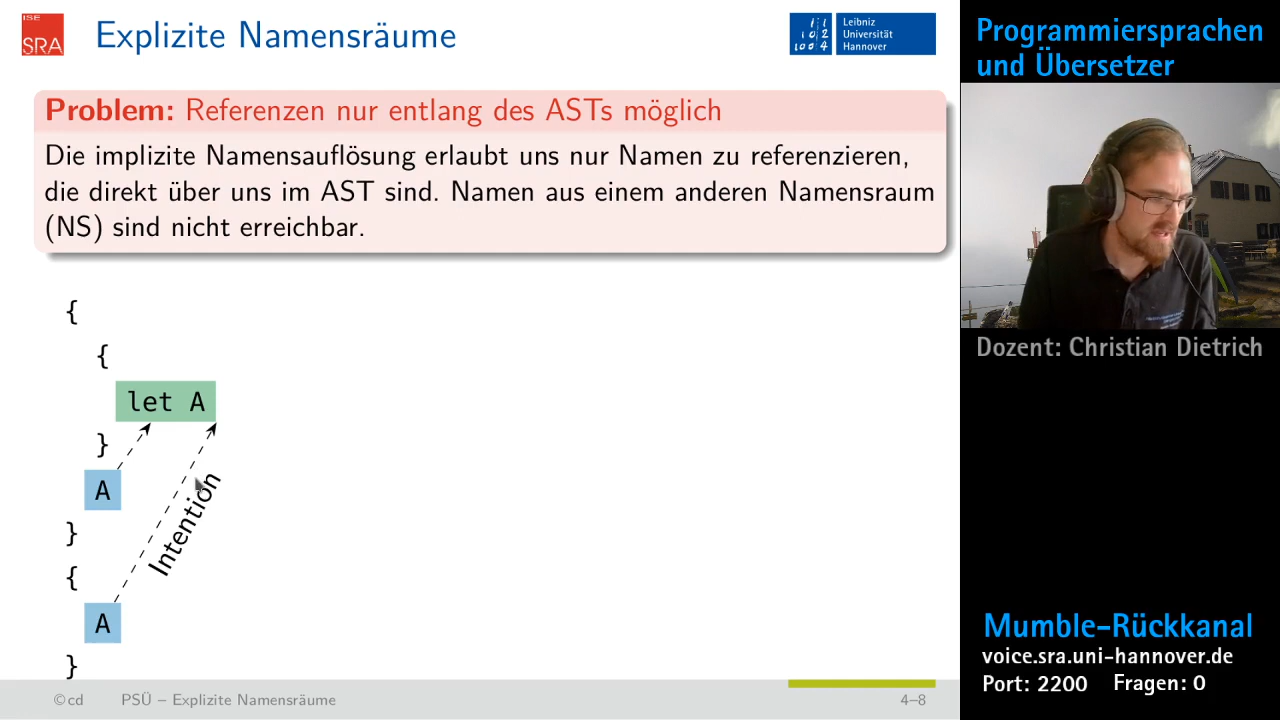 ISE
SRA
Explizite Namensräume
Leibniz
Universität
Hannover
Problem: Referenzen nur entlang des ASTs möglich
Die implizite Namensauflösung erlaubt uns nur Namen zu referenzieren,
die direkt über uns im AST sind. Namen aus einem anderen Namensraum
(NS) sind nicht erreichbar.
{
{
let A
}
A
}
{
A
}
Intention
©cd PSÜ – Explizite Namensräume 4–8
Programmiersprachen
und Übersetzer
Dozent: Christian Dietrich
Mumble-Rückkanal
voice.sra.uni-hannover.de
Port: 2200 Fragen: 0